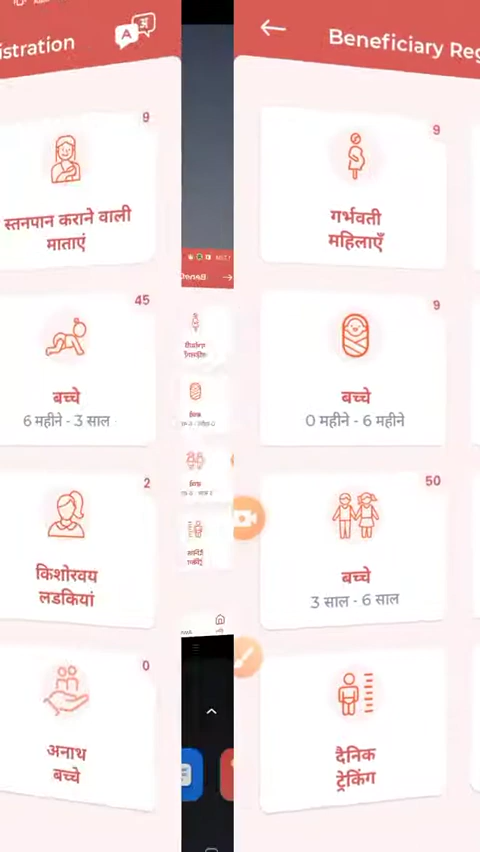 istration
A अ
9
स्तनपान कराने वाली
माताएं
45
बच्चे
6 महीने - 3 साल
2
किशोरवय
लडकियां
0
अनाथ
बच्चे
Beneficiary Reg
9
गर्भवती
महिलाएँ
9
बच्चे
0 महीने - 6 महीने
50
बच्चे
3 साल - 6 साल
दैनिक
ट्रेकिंग